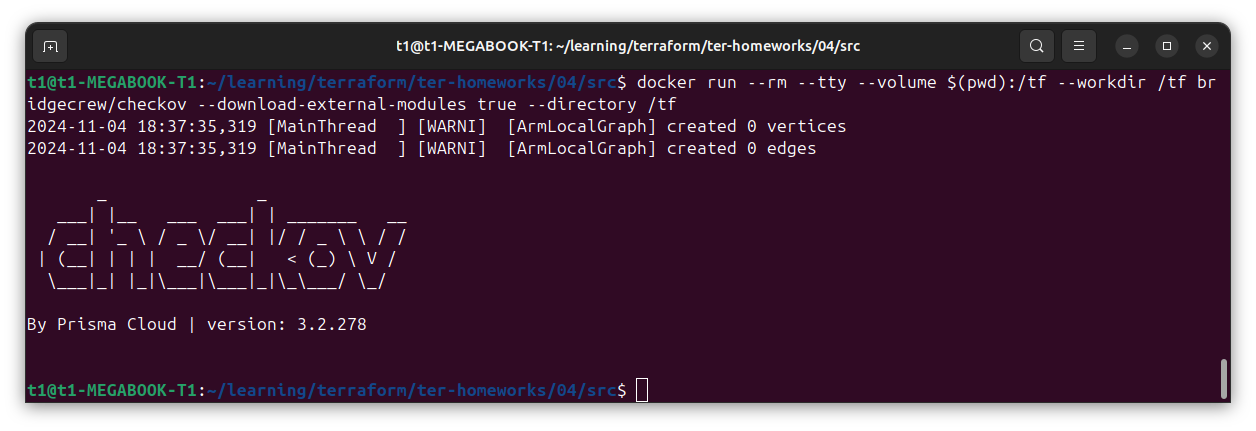 t1@t1-MEGABOOK-T1: ~/learning/terraform/ter-homeworks/04/src
t1@t1-MEGABOOK-T1:~/learning/terraform/ter-homeworks/04/src$ docker run --rm --tty --volume $(pwd):/tf --workdir /tf br
idgecrew/checkov --download-external-modules true --directory /tf
2024-11-04 18:37:35,319 [MainThread  ] [WARNI]  [ArmLocalGraph] created 0 vertices
2024-11-04 18:37:35,319 [MainThread  ] [WARNI]  [ArmLocalGraph] created 0 edges
       _               _
   ___| |__   ___  ___| | _______   __
  / __| '_ \ / _ \/ __| |/ / _ \ \ / /
 | (__| | | |  __/ (__|   < (_) \ V /
  \___|_| |_|\___|\___|_|\_\___/ \_/
By Prisma Cloud | version: 3.2.278
t1@t1-MEGABOOK-T1:~/learning/terraform/ter-homeworks/04/src$